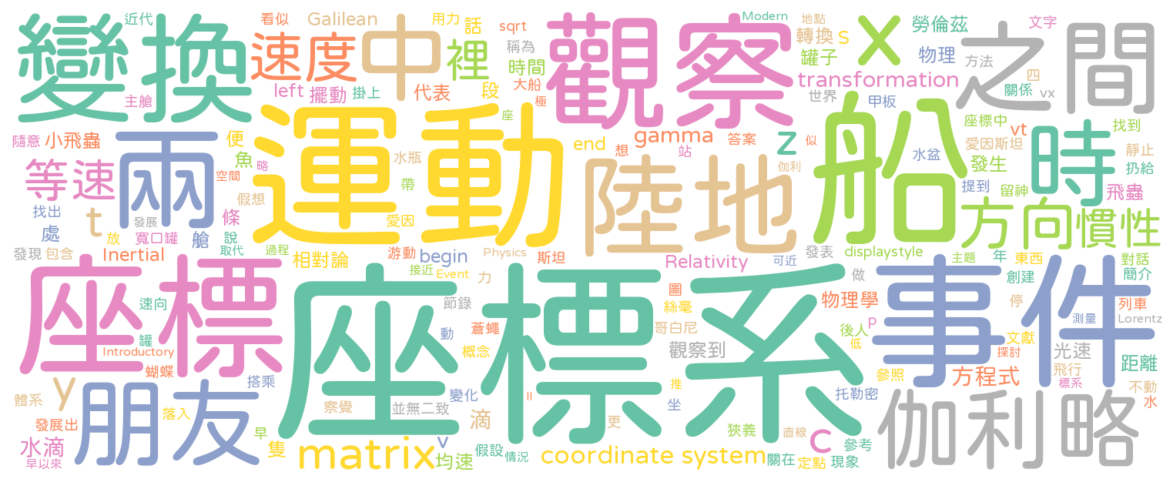 變換 近代 看似 Galilean 用力 話 sqrt Modern 地點 文字
速度 中 裡 稱為 觀察 轉換 s X 勞倫茲 之間
主艙 left 擺動 掛上 代表 段 時間 大船 極 罐子 物理 方法 四 關係 vx
transformation 世界 甲板
隨意 小飛蟲 便 運動 座 gamma 答案 z 船 座標中 vt 時 找到
等速 兩 魚 略 水瓶 end 想 站 似 水盆 愛因斯坦 發生 靜止 扔給
空間 假想 帶 陸地 伽利 提到 留神 飛蟲
找出 t 發展 條 愛因 方向 慣性
處 放 寬口罐 艙 說
發現 包含 Inertial 取代 過程 相對論 游動 begin 接近 Physics Event 斯坦 Relativity 發表 可近 displaystyle 年 主題 東西 對話
座標 力 座標系 圖 做 物理學 事件 創建 簡介
速向 節錄 絲毫 停 列車
罐 動 蒼蠅 哥白尼 p 後人 低 文獻 測量 Lorentz
Introductory 蝴蝶 概念 觀察到 探討 光速 距離
y 朋友 搭乘 變化 II 推 參照 方程式 飛行 標系 不動
體系 察覺 並無二致 坐 托勒密 水
發展出 落入 滴 更 狹義 直線 c 參考 伽利略
水滴 早 隻 matrix v 假設 coordinate system 關在 定點 現象
早以來 均速 情況